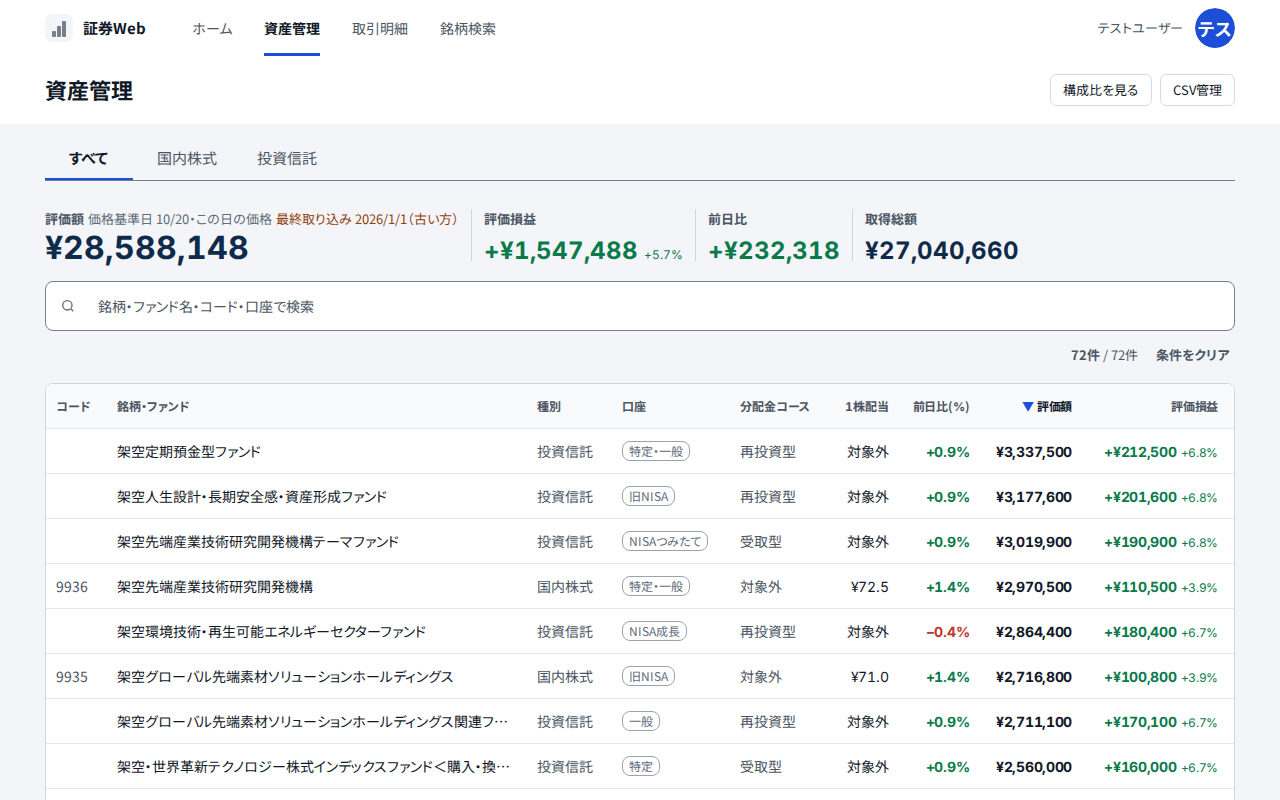 証券Web ホーム 資産管理 取引明細 銘柄検索 テストユーザー テス
資産管理 構成比を見る CSV管理
すべて 国内株式 投資信託
評価額 価格基準日 10/20・この日の価格 最終取り込み 2026/1/1（古い方） 評価損益 前日比 取得総額
¥28,588,148 +¥1,547,488 +5.7% +¥232,318 ¥27,040,660
銘柄・ファンド名・コード・口座で検索
72件 / 72件 条件をクリア
コード 銘柄・ファンド 種別 口座 分配金コース 1株配当 前日比(%) ▼評価額 評価損益
架空定期預金型ファンド 投資信託 特定・一般 再投資型 対象外 +0.9% ¥3,337,500 +¥212,500 +6.8%
架空人生設計・長期安全感・資産形成ファンド 投資信託 旧NISA 再投資型 対象外 +0.9% ¥3,177,600 +¥201,600 +6.8%
架空先端産業技術研究開発機構テーマファンド 投資信託 NISAつみたて 受取型 対象外 +0.9% ¥3,019,900 +¥190,900 +6.8%
9936 架空先端産業技術研究開発機構 国内株式 特定・一般 対象外 ¥72.5 +1.4% ¥2,970,500 +¥110,500 +3.9%
架空環境技術・再生可能エネルギーセクターファンド 投資信託 NISA成長 再投資型 対象外 −0.4% ¥2,864,400 +¥180,400 +6.7%
9935 架空グローバル先端素材ソリューションホールディングス 国内株式 旧NISA 対象外 ¥71.0 +1.4% ¥2,716,800 +¥100,800 +3.9%
架空グローバル先端素材ソリューションホールディングス関連フ… 投資信託 一般 再投資型 対象外 +0.9% ¥2,711,100 +¥170,100 +6.7%
架空・世界革新テクノロジー株式インデックスファンド＜購入・換… 投資信託 特定 受取型 対象外 +0.9% ¥2,560,000 +¥160,000 +6.7%